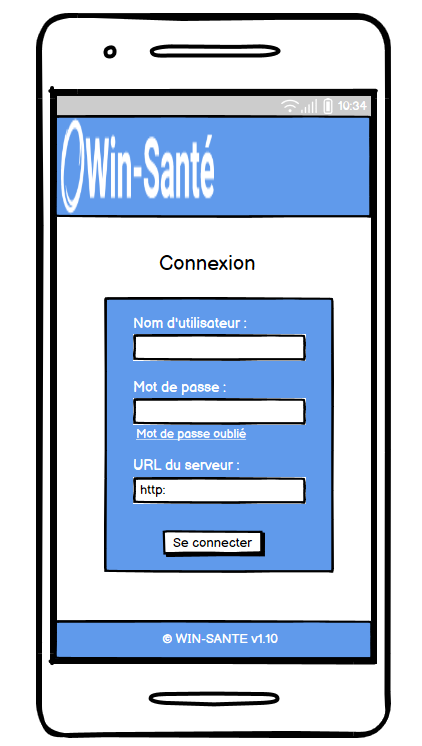 10:34
Win-Santé
Connexion
Nom d'utilisateur :
Mot de passe :
Mot de passe oublié
URL du serveur :
http:
Se connecter
© WIN-SANTE v1.10